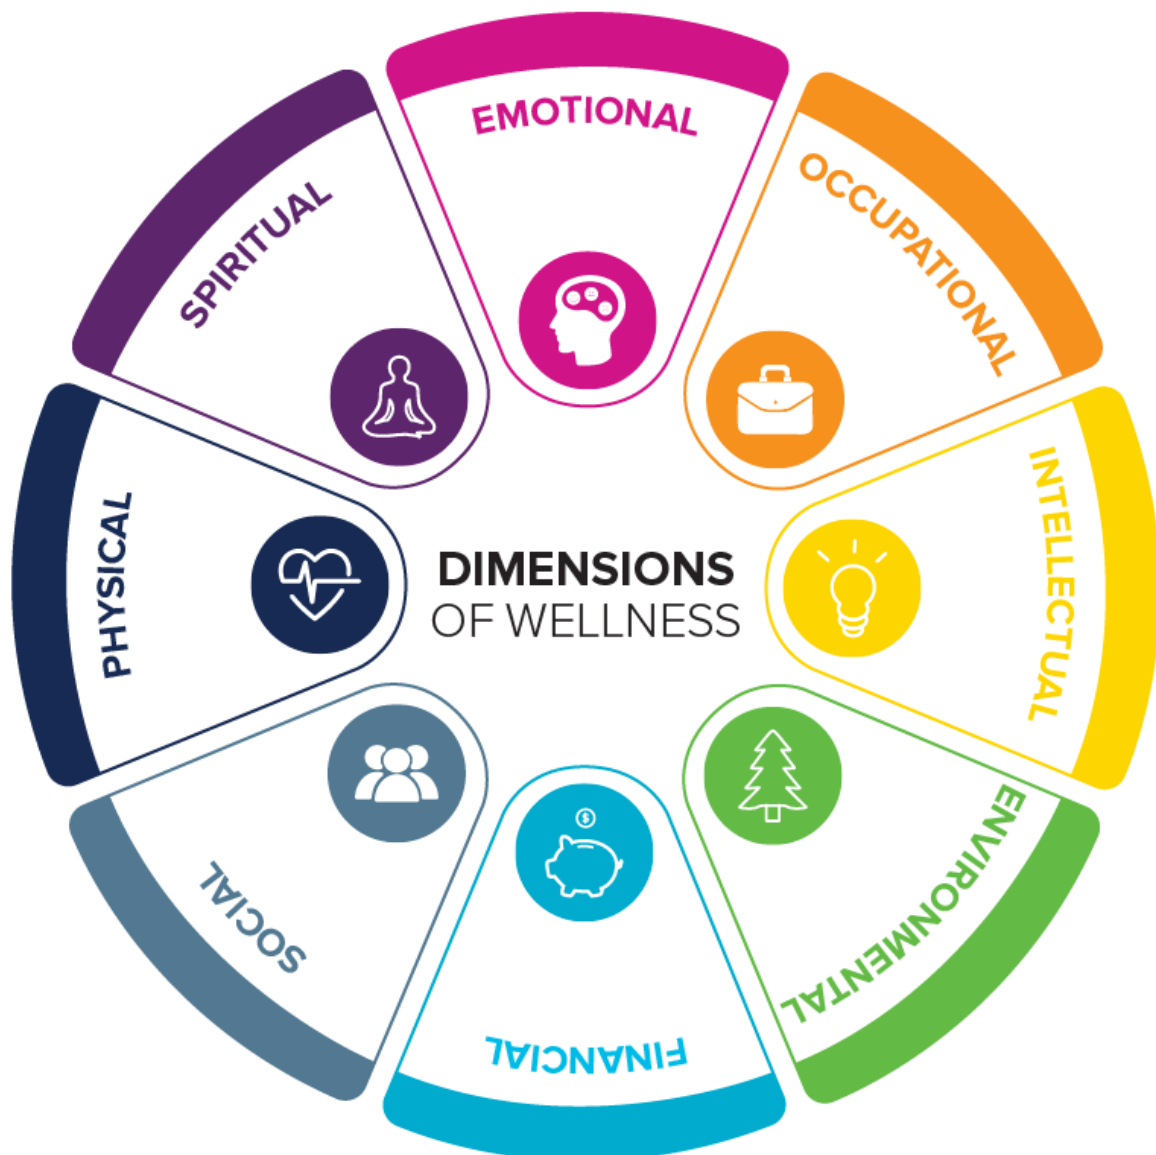 EMOTIONAL
OCCUPATIONAL
INTELLECTUAL
ENVIRONMENTAL
FINANCIAL
SOCIAL
PHYSICAL
SPIRITUAL
DIMENSIONS
OF WELLNESS
$